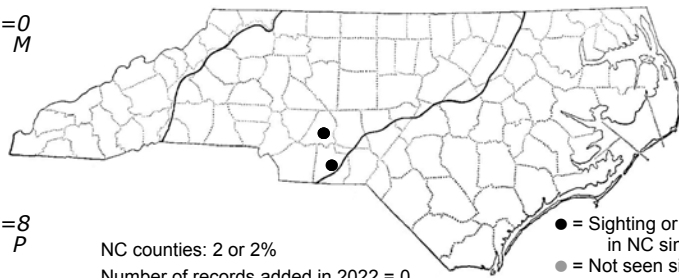 =0
M
=8
P
NC counties: 2 or 2%
● = Sighting or
in NC sin
Number of records added in 2022 = 0
● = Not seen si